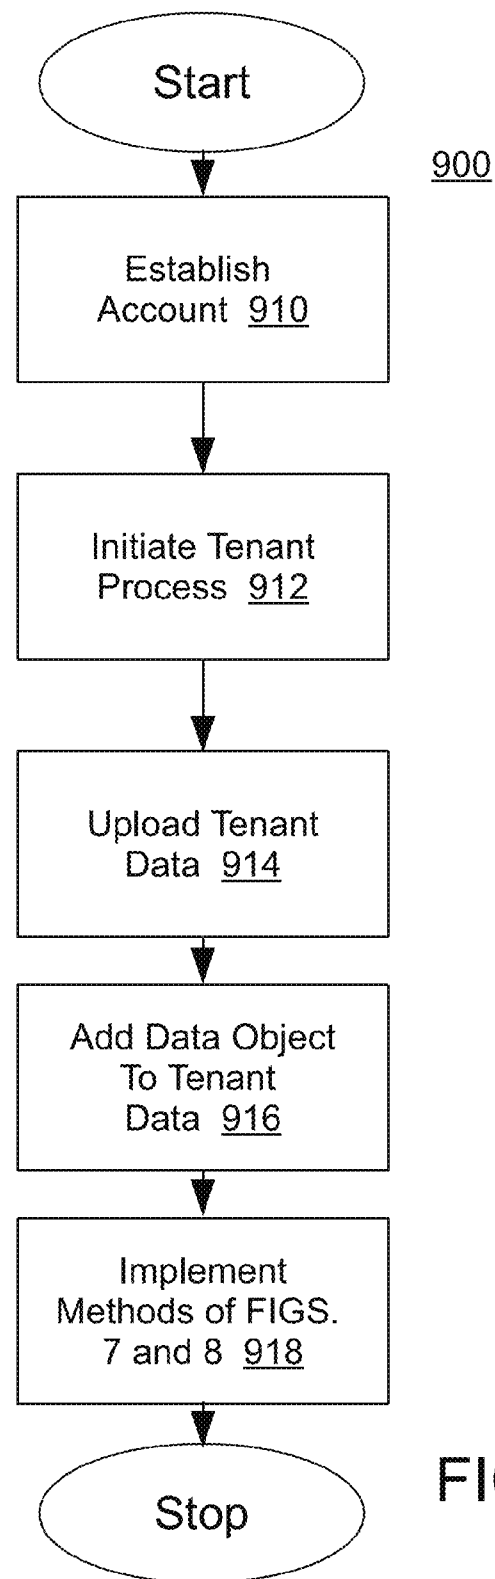 Start
900
Establish
Account 910
Initiate Tenant
Process 912
Upload Tenant
Data 914
Add Data Object
To Tenant
Data 916
Implement
Methods of FIGS.
7 and 8 918
Stop